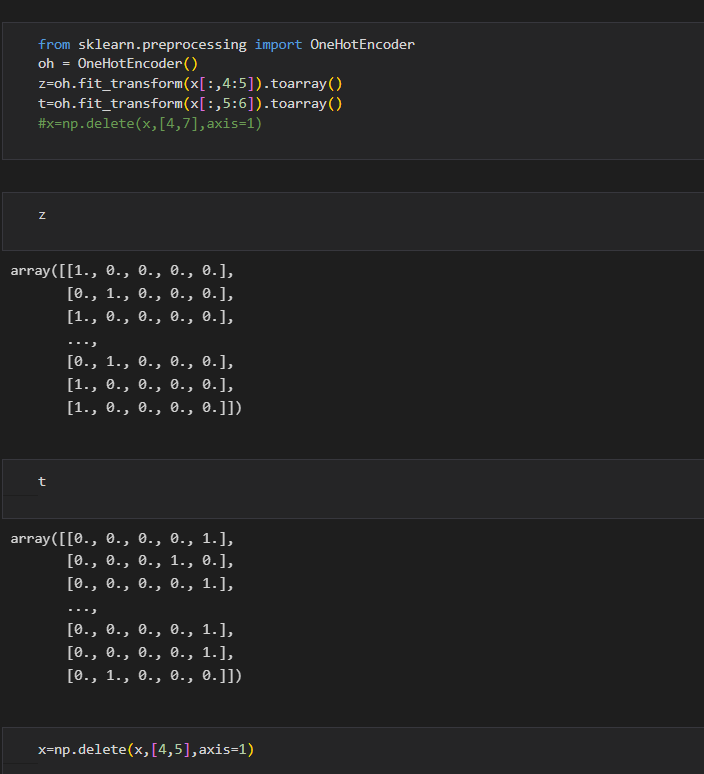 from sklearn.preprocessing import OneHotEncoder
oh = OneHotEncoder()
z=oh.fit_transform(x[:,4:5]).toarray()
t=oh.fit_transform(x[:,5:6]).toarray()
#x=np.delete(x,[4,7],axis=1)
z
array([[1., 0., 0., 0., 0.],
[0., 1., 0., 0., 0.],
[1., 0., 0., 0., 0.],
...,
[0., 1., 0., 0., 0.],
[1., 0., 0., 0., 0.],
[1., 0., 0., 0., 0.]])
t
array([[0., 0., 0., 0., 1.],
[0., 0., 0., 1., 0.],
[0., 0., 0., 0., 1.],
...,
[0., 0., 0., 0., 1.],
[0., 0., 0., 0., 1.],
[0., 1., 0., 0., 0.]])
x=np.delete(x,[4,5],axis=1)